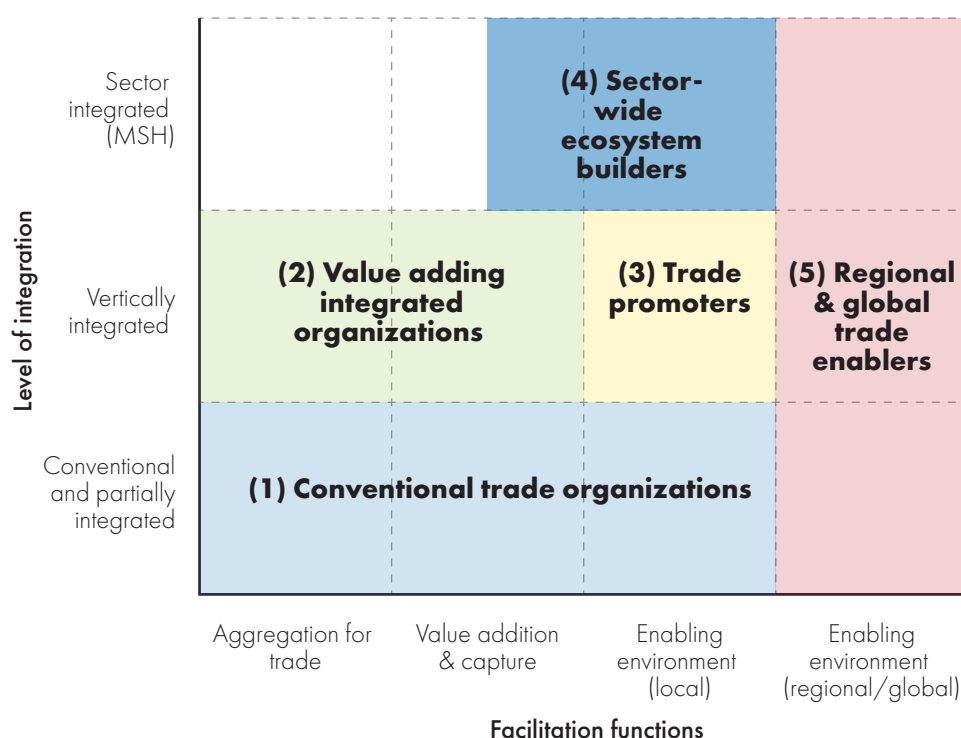 Level of integration
Sector
integrated
(MSH)
Vertically
integrated
Conventional
and partially
integrated
(4) Sector-
wide
ecosystem
builders
(2) Value adding
integrated
organizations
(3) Trade
promoters
(5) Regional
& global
trade
enablers
(1) Conventional trade organizations
Aggregation for
trade
Value addition
& capture
Enabling
environment
(local)
Enabling
environment
(regional/global)
Facilitation functions